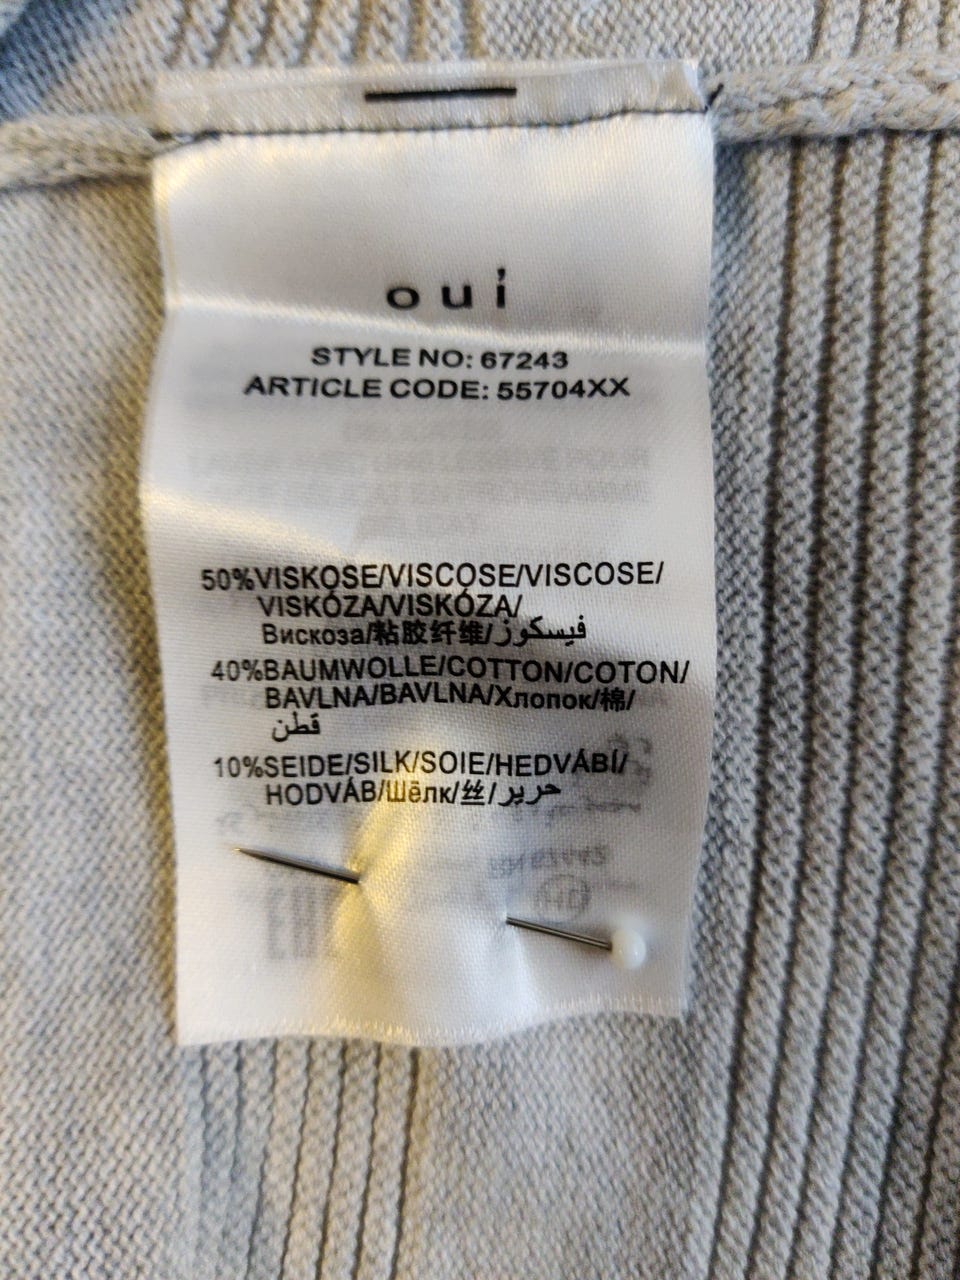 oui
STYLE NO: 67243
ARTICLE CODE: 55704XX
50%VISKOSE/VISCOSE/VISCOSE/
VISKÓZA/VISKÓZA/
Вискоза/粘胶纤维/فيسكوز
40%BAUMWOLLE/COTTON/COTON/
BAVLNA/BAVLNA/Хлопок/棉/
قطن
10%SEIDE/SILK/SOIE/HEDVÁBÍ/
HODVÁB/Шёлк/丝/حرير